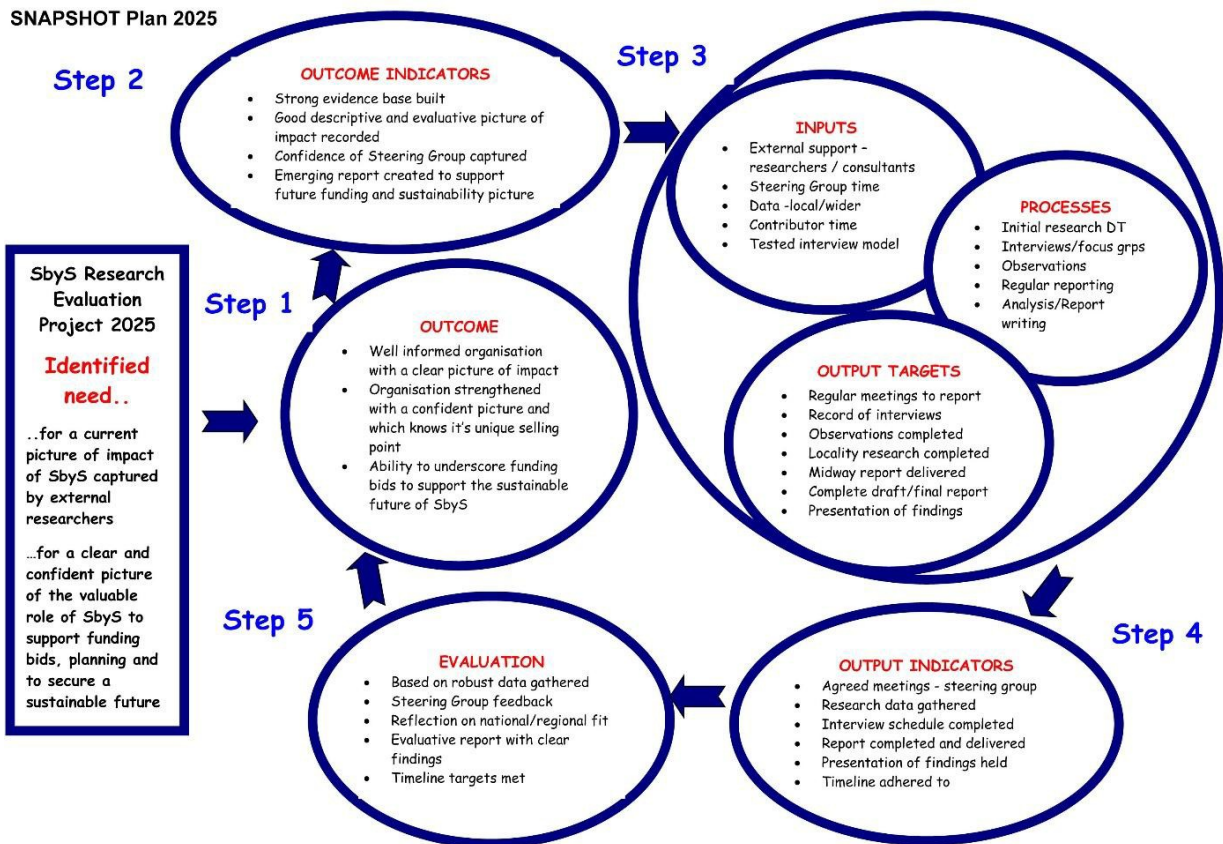 SNAPSHOT Plan 2025
SbyS Research
Evaluation
Project 2025
Identified
need..
..for a current
picture of impact
of SbyS captured
by external
researchers
…for a clear and
confident picture
of the valuable
role of SbyS to
support funding
bids, planning and
to secure a
sustainable future
Step 1
OUTCOME
• Well informed organisation
with a clear picture of impact
• Organisation strengthened
with a confident picture and
which knows it's unique selling
point
• Ability to underscore funding
bids to support the sustainable
future of SbyS
Step 2
OUTCOME INDICATORS
• Strong evidence base built
• Good descriptive and evaluative picture of
impact recorded
• Confidence of Steering Group captured
• Emerging report created to support
future funding and sustainability picture
Step 3
INPUTS
• External support –
researchers / consultants
• Steering Group time
• Data -local/wider
• Contributor time
• Tested interview model
PROCESSES
• Initial research DT
• Interviews/focus grps
• Observations
• Regular reporting
• Analysis/Report
writing
OUTPUT TARGETS
• Regular meetings to report
• Record of interviews
• Observations completed
• Locality research completed
• Midway report delivered
• Complete draft/final report
• Presentation of findings
Step 4
OUTPUT INDICATORS
• Agreed meetings - steering group
• Research data gathered
• Interview schedule completed
• Report completed and delivered
• Presentation of findings held
• Timeline adhered to
Step 5
EVALUATION
• Based on robust data gathered
• Steering Group feedback
• Reflection on national/regional fit
• Evaluative report with clear
findings
• Timeline targets met